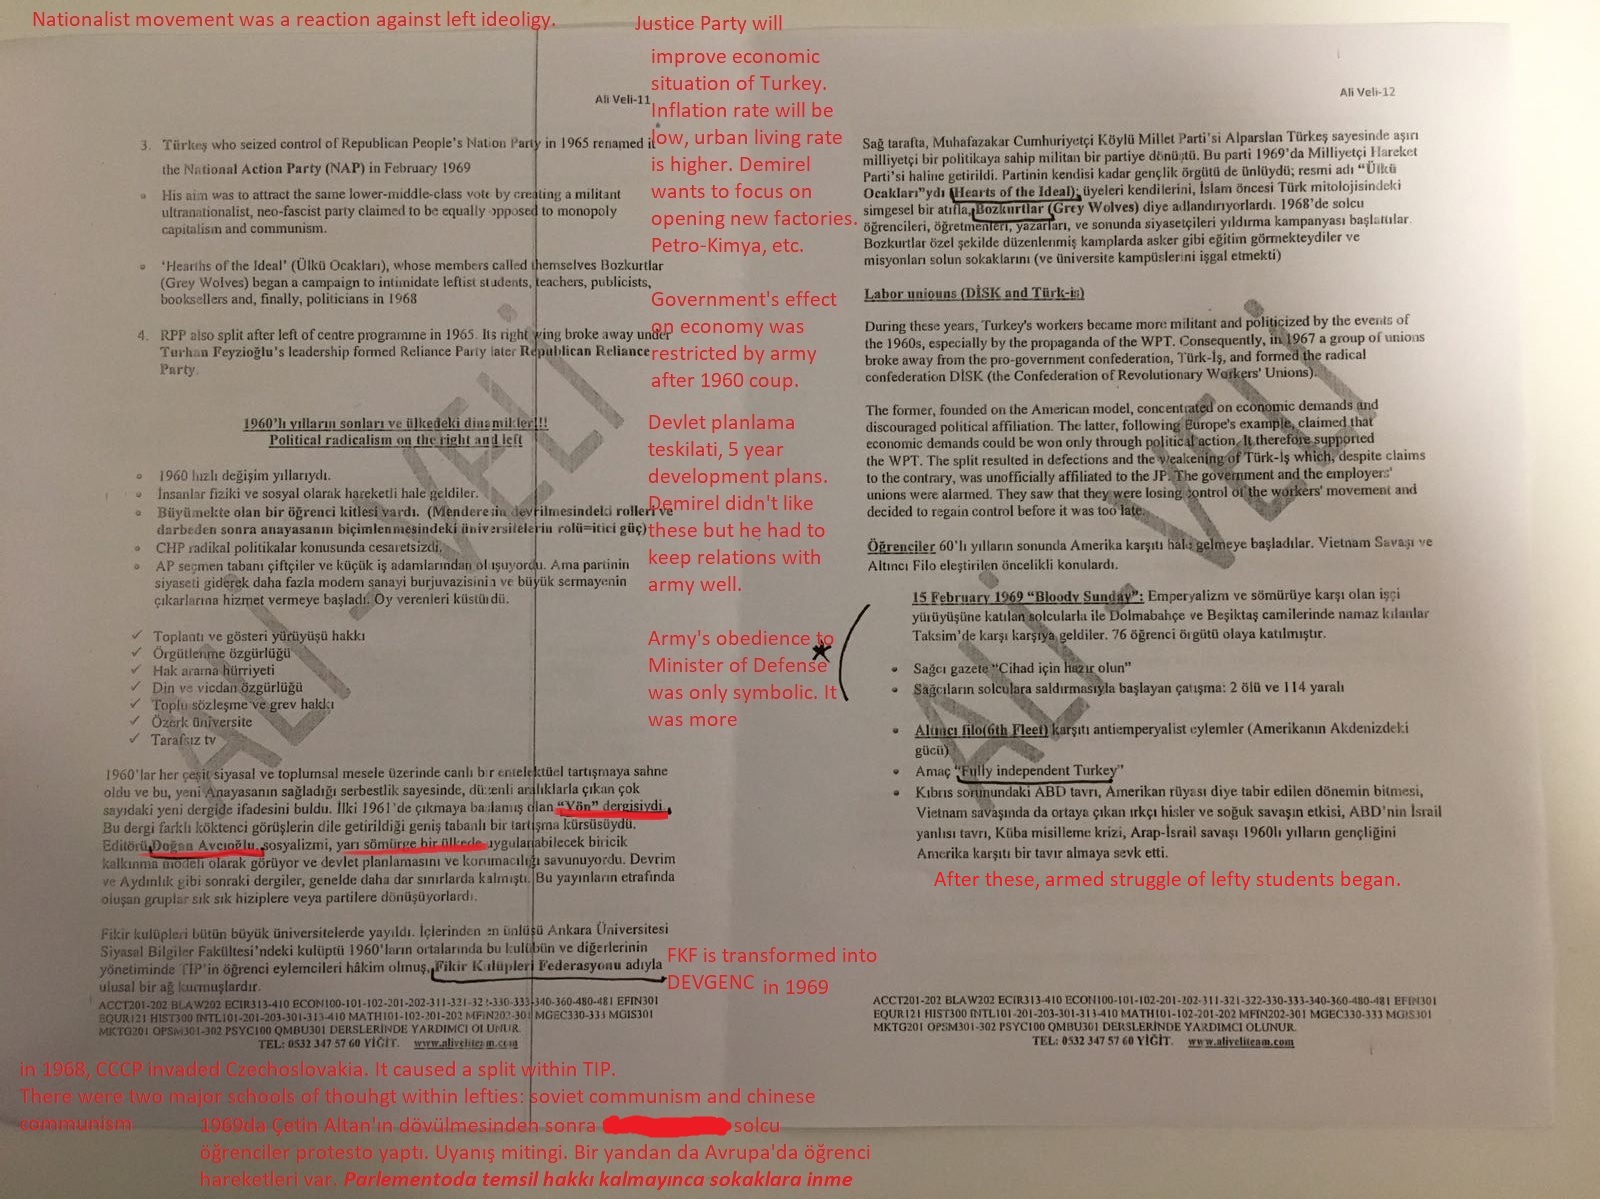 Nationalist movement was a reaction against left ideoligy.
Ali Veli-11
3. Türkeş who seized control of Republican People's Nation Party in 1965 renamed it
the National Action Party (NAP) in February 1969
His aim was to attract the same lower-middle-class vote by creating a militant
ultranationalist, neo-fascist party claimed to be equally opposed to monopoly
capitalism and communism.
'Hearths of the Ideal' (Ülkü Ocakları), whose members called themselves Bozkurtlar
(Grey Wolves) began a campaign to intimidate leftist students, teachers, publicists,
booksellers and, finally, politicians in 1968
4. RPP also split after left of centre programme in 1965. Its right wing broke away under
Turhan Feyzioğlu's leadership formed Reliance Party later Republican Reliance
Party.
1960'lı yılların sonları ve ülkedeki dinamikler!!!
Political radicalism on the right and left
1960 hızlı değişim yıllarıydı.
İnsanlar fiziki ve sosyal olarak hareketli hale geldiler.
Büyümekte olan bir öğrenci kitlesi vardı. (Menderesin devrilmesindeki rolleri ve
darbeden sonra anayasanın biçimlenmesindeki üniversitelerin rolü=itici güç)
CHP radikal politikalar konusunda cesaretsizdi.
AP seçmen tabanı çiftçiler ve küçük iş adamlarından oluşuyordu. Ama partinin
siyaseti giderek daha fazla modern sanayi burjuvazisinin ve büyük sermayenin
çıkarlarına hizmet vermeye başladı. Oy verenleri küstürdü.
✓ Toplantı ve gösteri yürüyüşü hakkı
✓ Örgütlenme özgürlüğü
✓ Hak arama hürriyeti
✓ Din ve vicdan özgürlüğü
✓ Toplu sözleşme ve grev hakkı
✓ Özerk üniversite
✓ Tarafsız tv
1960'lar her çeşit siyasal ve toplumsal mesele üzerinde canlı bir entelektüel tartışmaya sahne
oldu ve bu, yeni Anayasanın sağladığı serbestlik sayesinde, düzenli aralıklarla çıkan çok
sayıdaki yeni dergide ifadesini buldu. İlki 1961'de çıkmaya başlamış olan "Yön" dergisiydi.
Bu dergi farklı köktenci görüşlerin dile getirildiği geniş tabanlı bir tartışma kürsüsüydü.
Editörü Doğan Avcıoğlu, sosyalizmi, yarı sömürge bir ülkede uygulanabilecek biricik
kalkınma modeli olarak görüyor ve devlet planlamasını ve korumacılığı savunuyordu. Devrim
ve Aydınlık gibi sonraki dergiler, genelde daha dar sınırlarda kalmıştı. Bu yayınların etrafında
oluşan gruplar sık sık hiziplere veya partilere dönüşüyorlardı.
Fikir kulüpleri bütün büyük üniversitelerde yayıldı. İçlerinden en ünlüsü Ankara Üniversitesi
Siyasal Bilgiler Fakültesi'ndeki kulüptü 1960'ların ortalarında bu kulübün ve diğerlerinin
yönetiminde TİP'in öğrenci eylemcileri hâkim olmuş, Fikir Kulüpleri Federasyonu adıyla
ulusal bir ağ kurmuşlardır.
ACCT201-202 BLAW202 ECIR313-410 ECON100-101-102-201-202-311-321-322-330-333-340-360-480-481 EFIN301
EQUR121 HIST300 INTL101-201-203-301-313-410 MATH101-102-201-202 MFIN202-301 MGEC330-333 MGIS301
MKTG201 OPSM301-302 PSYC100 QMBU301 DERSLERİNDE YARDIMCI OLUNUR.
TEL: 0532 347 57 60 YİĞİT. www.aliveliteam.com
Justice Party will
improve economic
situation of Turkey.
Inflation rate will be
low, urban living rate
is higher. Demirel
wants to focus on
opening new factories.
Petro-Kimya, etc.
Government's effect
on economy was
restricted by army
after 1960 coup.
Devlet planlama
teskilati, 5 year
development plans.
Demirel didn't like
these but he had to
keep relations with
army well.
Army's obedience to
Minister of Defense
was only symbolic. It
was more
FKF is transformed into
DEVGENC in 1969
Ali Veli-12
Sağ tarafta, Muhafazakar Cumhuriyetçi Köylü Millet Parti'si Alparslan Türkeş sayesinde aşırı
milliyetçi bir politikaya sahip militan bir partiye dönüştü. Bu parti 1969'da Milliyetçi Hareket
Parti'si haline getirildi. Partinin kendisi kadar gençlik örgütü de ünlüydü; resmi adı "Ülkü
Ocakları"ydı (Hearts of the Ideal); üyeleri kendilerini, İslam öncesi Türk mitolojisindeki
simgesel bir atıfla, Bozkurtlar (Grey Wolves) diye adlandırıyorlardı. 1968'de solcu
öğrencileri, öğretmenleri, yazarları, ve sonunda siyasetçileri yıldırma kampanyası başlattılar.
Bozkurtlar özel şekilde düzenlenmiş kamplarda asker gibi eğitim görmekteydiler ve
misyonları solun sokaklarını (ve üniversite kampüslerini işgal etmekti)
Labor uniouns (DİSK and Türk-is)
During these years, Turkey's workers became more militant and politicized by the events of
the 1960s, especially by the propaganda of the WPT. Consequently, in 1967 a group of unions
broke away from the pro-government confederation, Türk-İş, and formed the radical
confederation DİSK (the Confederation of Revolutionary Workers' Unions).
The former, founded on the American model, concentrated on economic demands and
discouraged political affiliation. The latter, following Europe's example, claimed that
economic demands could be won only through political action. It therefore supported
the WPT. The split resulted in defections and the weakening of Türk-İş which, despite claims
to the contrary, was unofficially affiliated to the JP. The government and the employers'
unions were alarmed. They saw that they were losing control of the workers' movement and
decided to regain control before it was too late.
Öğrenciler 60'lı yılların sonunda Amerika karşıtı hale gelmeye başladılar. Vietnam Savaşı ve
Altıncı Filo eleştirilen öncelikli konulardı.
15 February 1969 "Bloody Sunday": Emperyalizm ve sömürüye karşı olan işçi
yürüyüşüne katılan solcularla ile Dolmabahçe ve Beşiktaş camilerinde namaz kılanlar
Taksim'de karşı karşıya geldiler. 76 öğrenci örgütü olaya katılmıştır.
Sağcı gazete "Cihad için hazır olun"
Sağcıların solculara saldırmasıyla başlayan çatışma: 2 ölü ve 114 yaralı
Altıncı filo(6th Fleet) karşıtı antiemperyalist eylemler (Amerikanın Akdenizdeki
gücü)
Amaç "Fully independent Turkey"
Kıbrıs sorunundaki ABD tavrı, Amerikan rüyası diye tabir edilen dönemin bitmesi,
Vietnam savaşında da ortaya çıkan ırkçı hisler ve soğuk savaşın etkisi, ABD'nin İsrail
yanlısı tavrı, Küba misilleme krizi, Arap-İsrail savaşı 1960lı yılların gençliğini
Amerika karşıtı bir tavır almaya sevk etti.
After these, armed struggle of lefty students began.
ACCT201-202 BLAW202 ECIR313-410 ECON100-101-102-201-202-311-321-322-330-333-340-360-480-481 EFIN301
EQUR121 HIST300 INTL101-201-203-301-313-410 MATH101-102-201-202 MFIN202-301 MGEC330-333 MGIS301
MKTG201 OPSM301-302 PSYC100 QMBU301 DERSLERİNDE YARDIMCI OLUNUR.
TEL: 0532 347 57 60 YİĞİT. www.aliveliteam.com
in 1968, CCCP invaded Czechoslovakia. It caused a split within TIP.
There were two major schools of thouhgt within lefties: soviet communism and chinese
communism
1969da Çetin Altan'ın dövülmesindeh sonra solcu
öğrenciler protesto yaptı. Uyanış mitingi. Bir yandan da Avrupa'da öğrenci
hareketleri var. Parlementoda temsil hakkı kalmayınca sokaklara inme
ALİ - VELİ
ALİ - VELİ